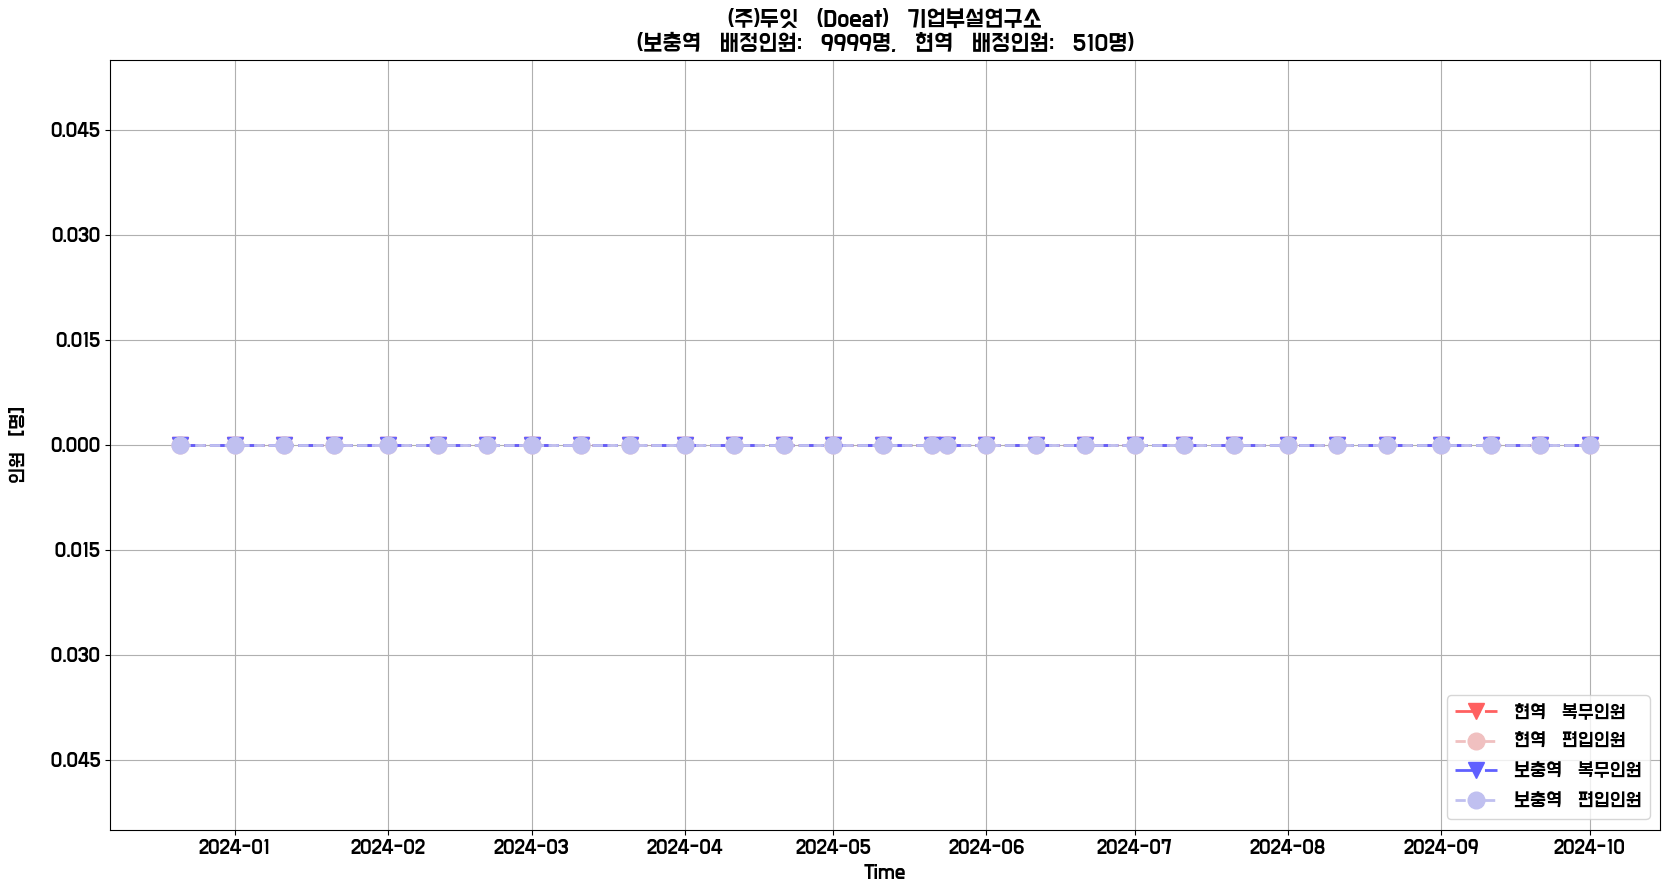 (주)두잇 (Doeat) 기업부설연구소
(보충역 배정인원: 9999명, 현역 배정인원: 510명)
0.045
0.030
0.015
0.000
0.015
0.030
0.045
인원 [명]
현역 복무인원
현역 편입인원
보충역 복무인원
보충역 편입인원
2024-01 2024-02 2024-03 2024-04 2024-05 2024-06 2024-07 2024-08 2024-09 2024-10
Time